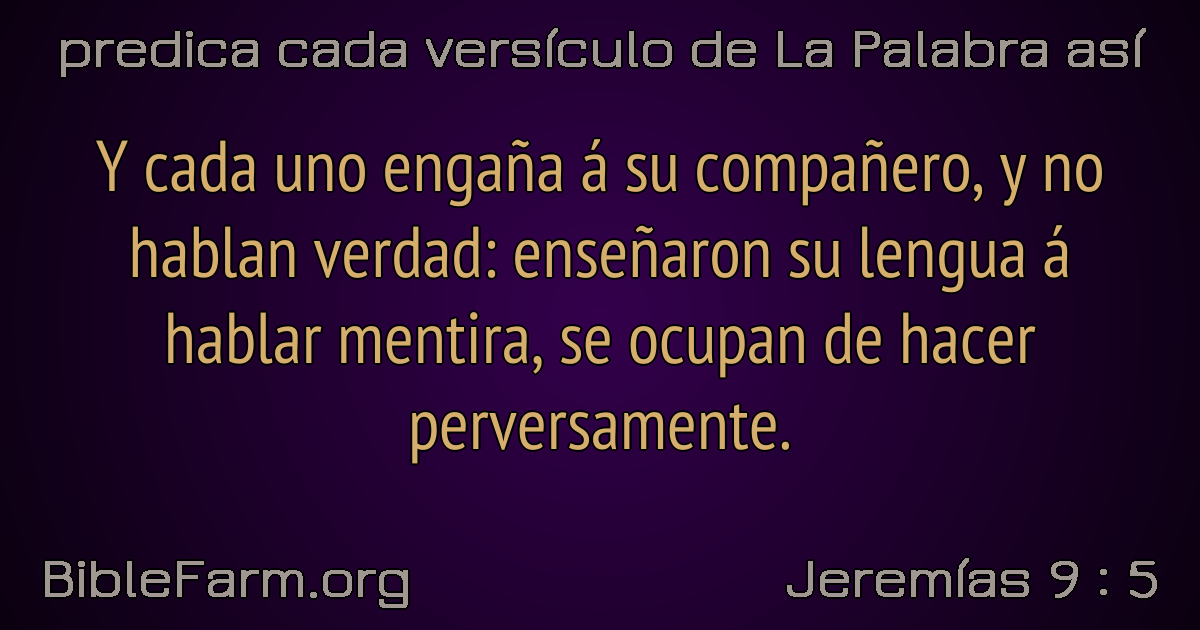 predica cada versículo de La Palabra así
Y cada uno engaña á su compañero, y no
hablan verdad: enseñaron su lengua á
hablar mentira, se ocupan de hacer
perversamente.
BibleFarm.org
Jeremías 9 : 5